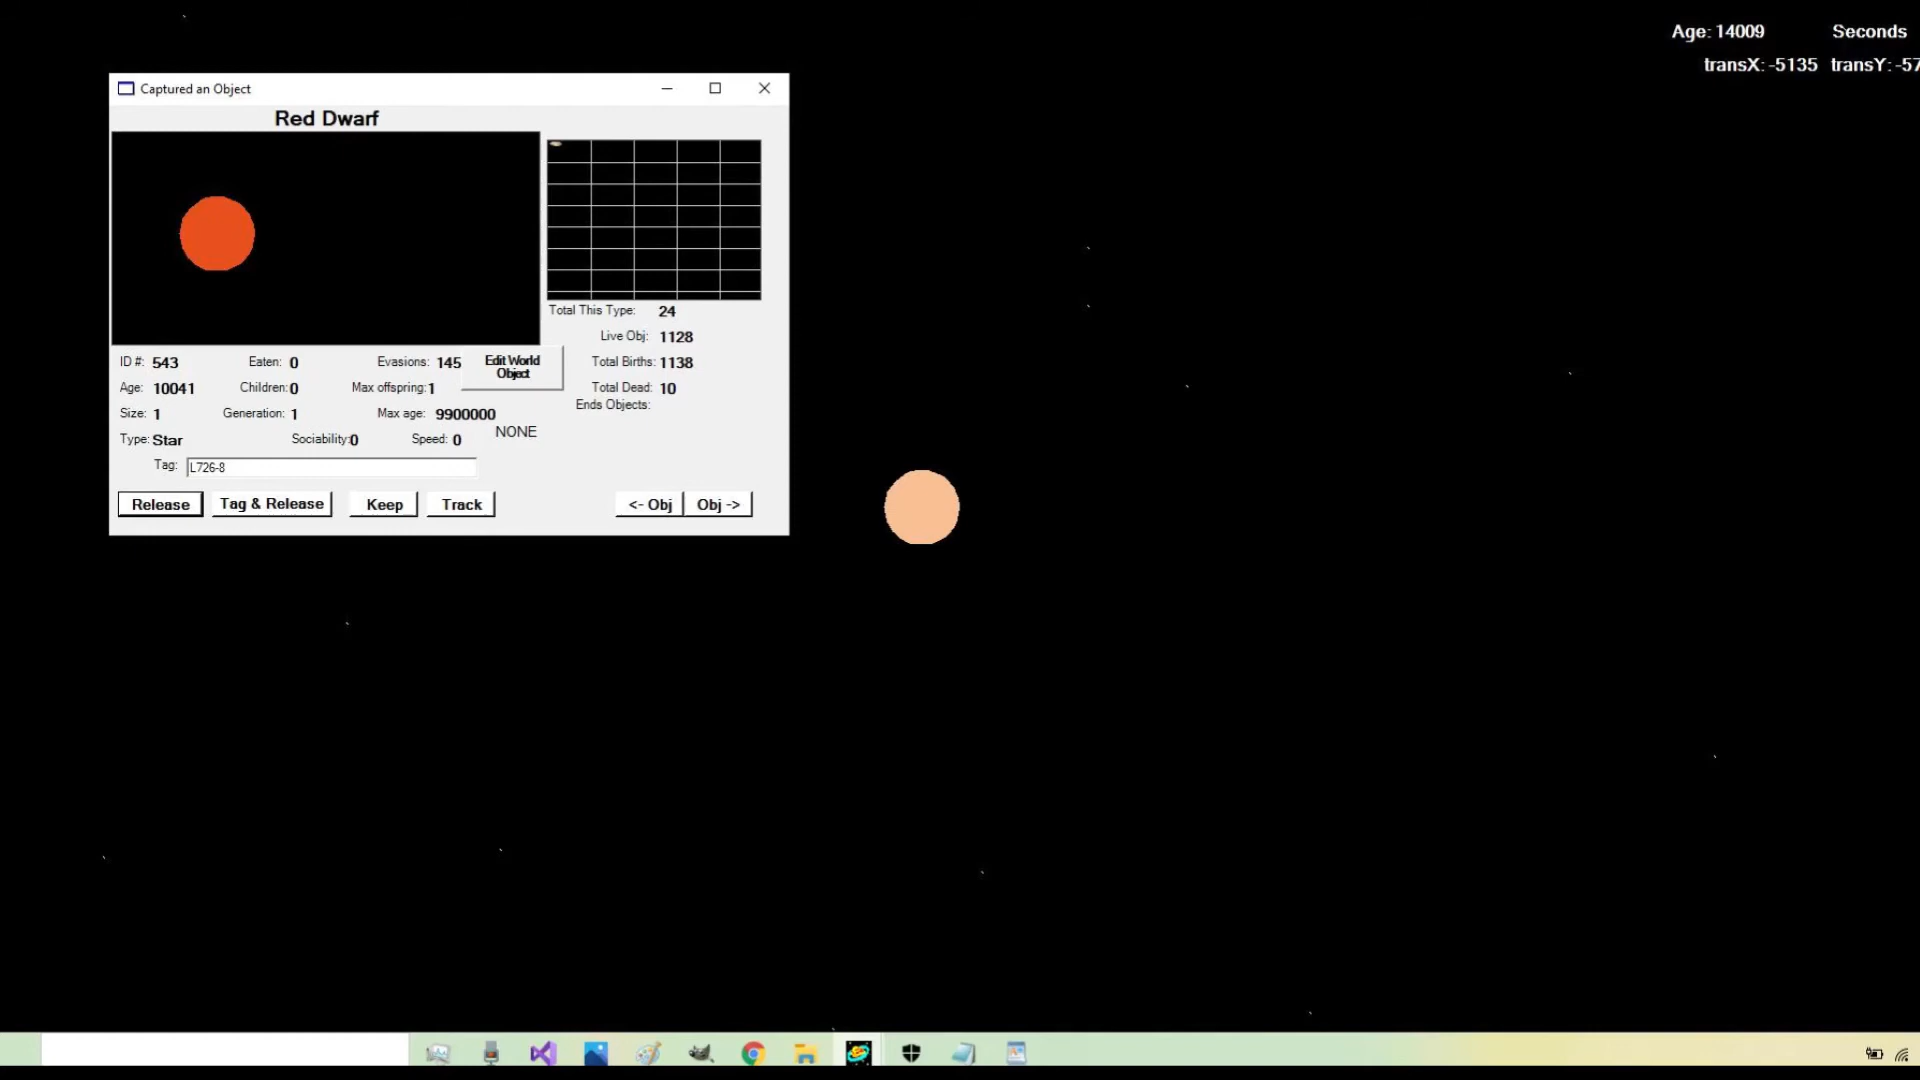 Age: 14009 Seconds
transX: -5135 transY: -57
Captured an Object
Red Dwarf
Total This Type: 24
Live Obj: 1128
ID #: 543 Eaten: 0 Evasions: 145 Edit World Object Total Births: 1138
Age: 10041 Children: 0 Max offspring: 1 Total Dead: 10
Ends Objects:
Size: 1 Generation: 1 Max age: 9900000
NONE
Type: Star Sociability: 0 Speed: 0
Tag: L726-8
Release Tag & Release Keep Track <- Obj Obj ->